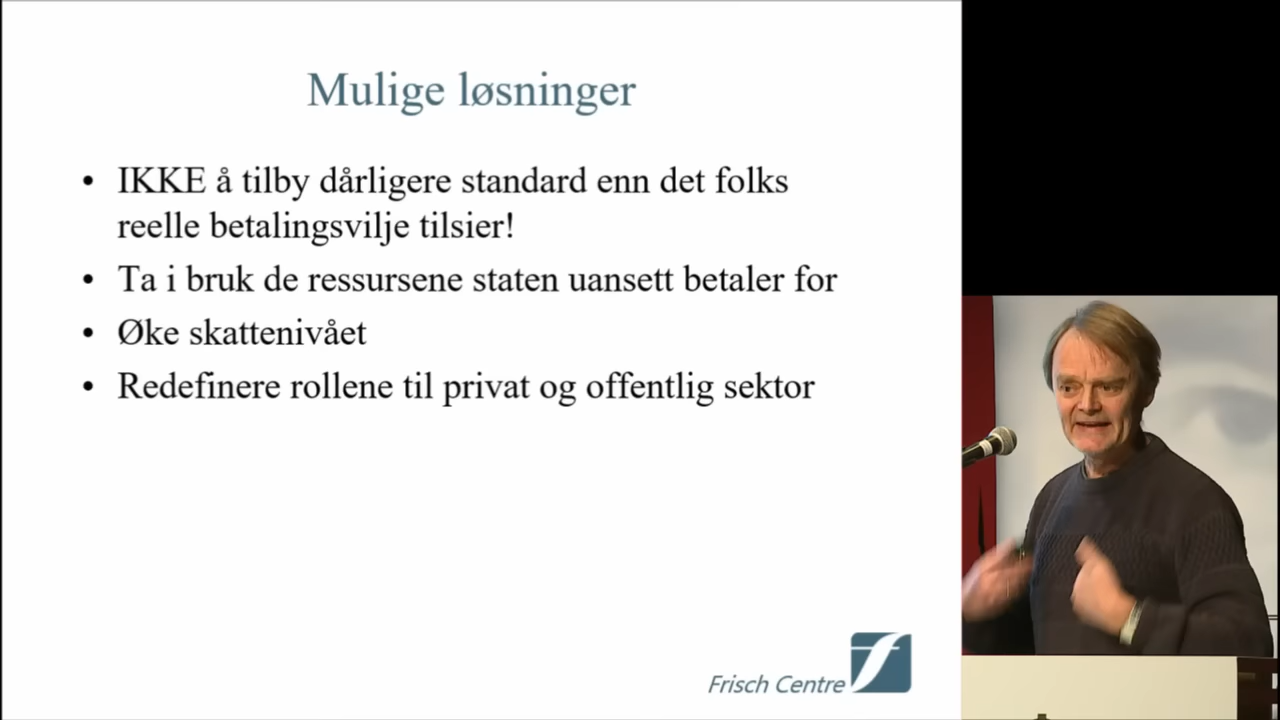 Mulige løsninger
• IKKE å tilby dårligere standard enn det folks
reelle betalingsvilje tilsier!
• Ta i bruk de ressursene staten uansett betaler for
• Øke skattenivået
• Redefinere rollene til privat og offentlig sektor
Frisch Centre